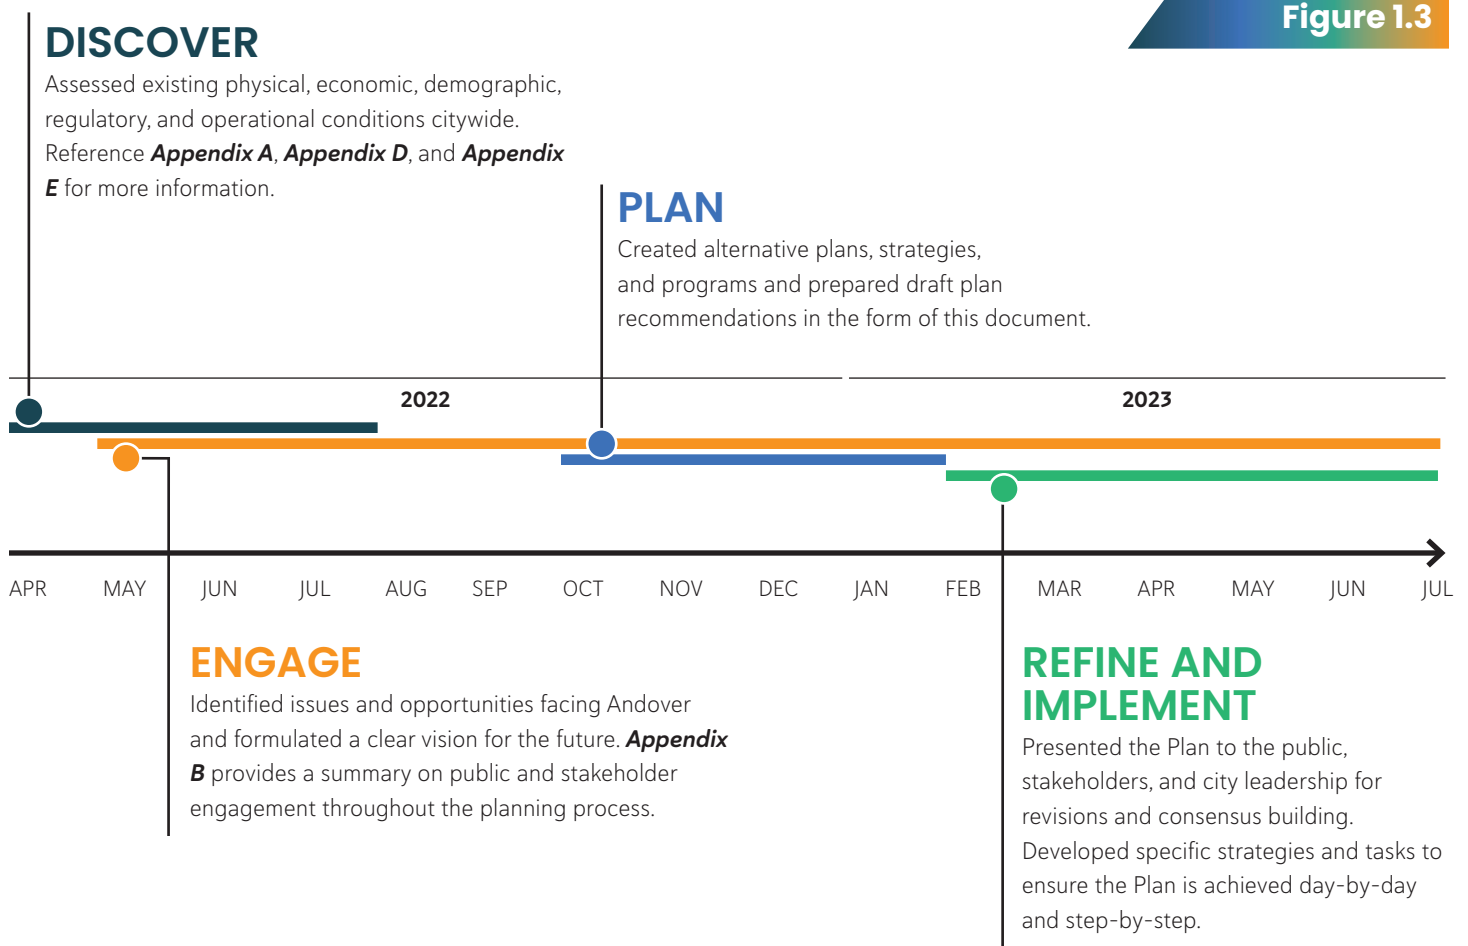 Figure 1.3
DISCOVER
Assessed existing physical, economic, demographic,
regulatory, and operational conditions citywide.
Reference Appendix A, Appendix D, and Appendix
E for more information.
PLAN
Created alternative plans, strategies,
and programs and prepared draft plan
recommendations in the form of this document.
2022 2023
APR MAY JUN JUL AUG SEP OCT NOV DEC JAN FEB MAR APR MAY JUN JUL
ENGAGE
Identified issues and opportunities facing Andover
and formulated a clear vision for the future. Appendix
B provides a summary on public and stakeholder
engagement throughout the planning process.
REFINE AND
IMPLEMENT
Presented the Plan to the public,
stakeholders, and city leadership for
revisions and consensus building.
Developed specific strategies and tasks to
ensure the Plan is achieved day-by-day
and step-by-step.